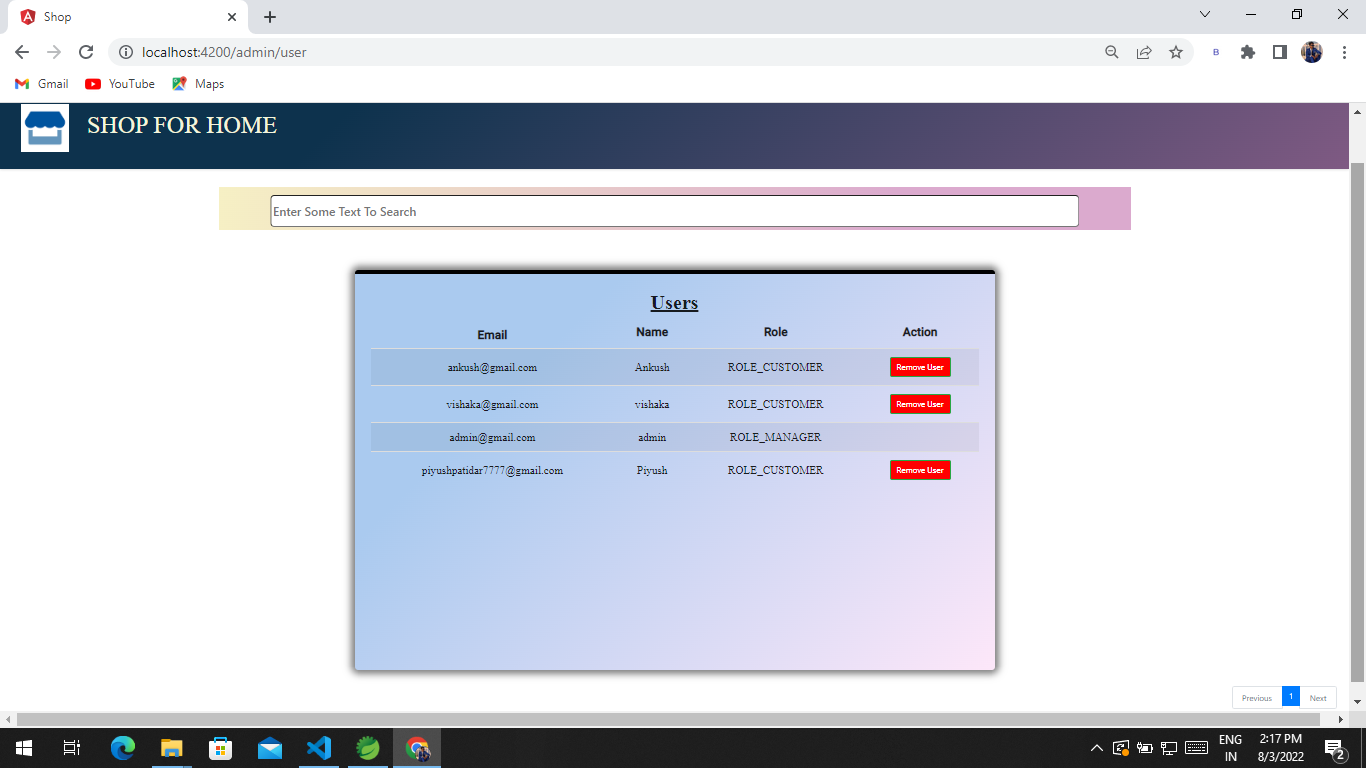 Shop
localhost:4200/admin/user
B
Gmail YouTube Maps
SHOP FOR HOME
Enter Some Text To Search
Users
Email Name Role Action
ankush@gmail.com Ankush ROLE_CUSTOMER Remove User
vishaka@gmail.com vishaka ROLE_CUSTOMER Remove User
admin@gmail.com admin ROLE_MANAGER
piyushpatidar7777@gmail.com Piyush ROLE_CUSTOMER Remove User
Previous 1 Next
ENG 2:17 PM
IN 8/3/2022 2